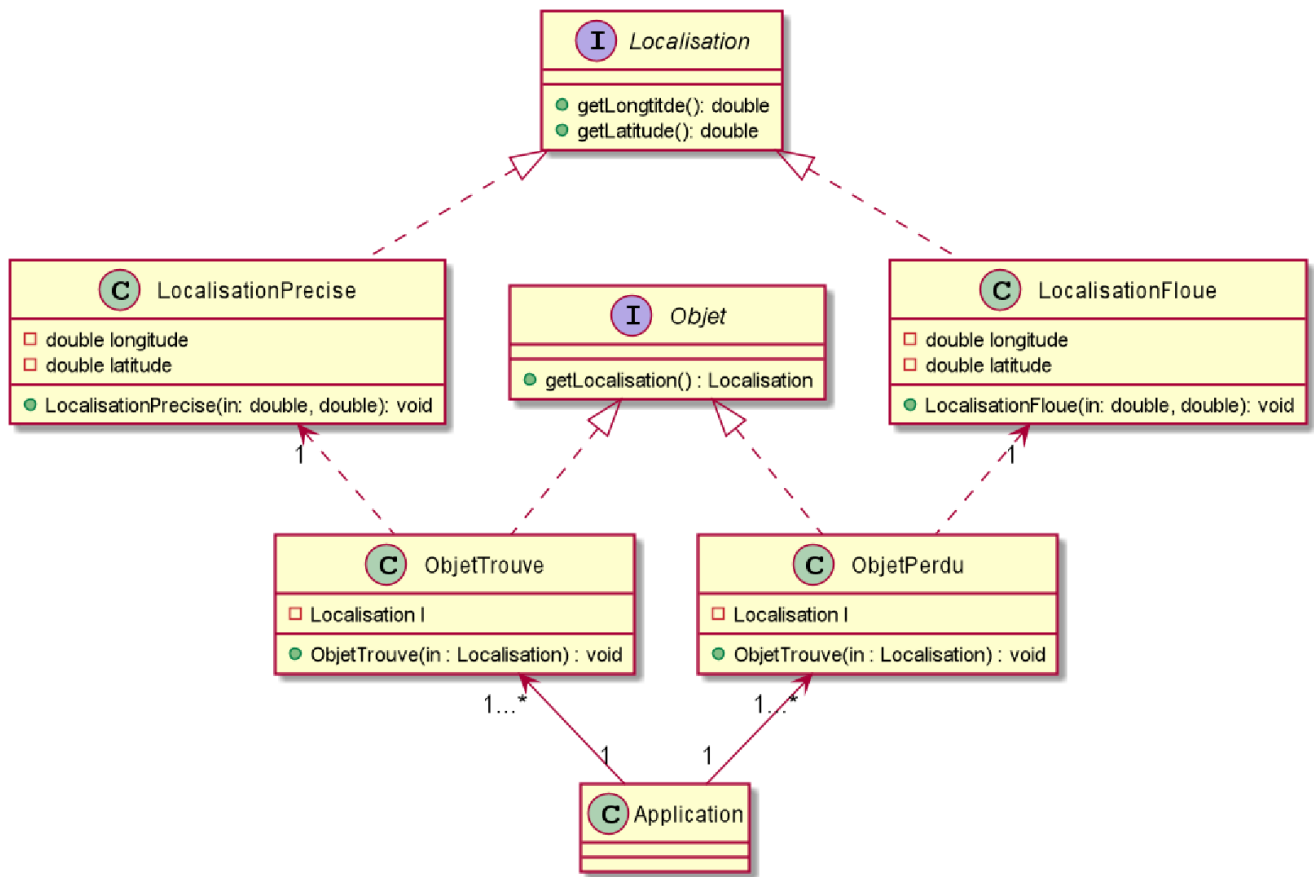 I Localisation
getLongtitde(): double
getLatitude(): double
C LocalisationPrecise
double longitude
double latitude
LocalisationPrecise(in: double, double): void
I Objet
getLocalisation() : Localisation
C LocalisationFloue
double longitude
double latitude
LocalisationFloue(in: double, double): void
1
1
C ObjetTrouve
Localisation l
ObjetTrouve(in : Localisation) : void
C ObjetPerdu
Localisation l
ObjetTrouve(in : Localisation) : void
1...*
1...*
1
1
C Application